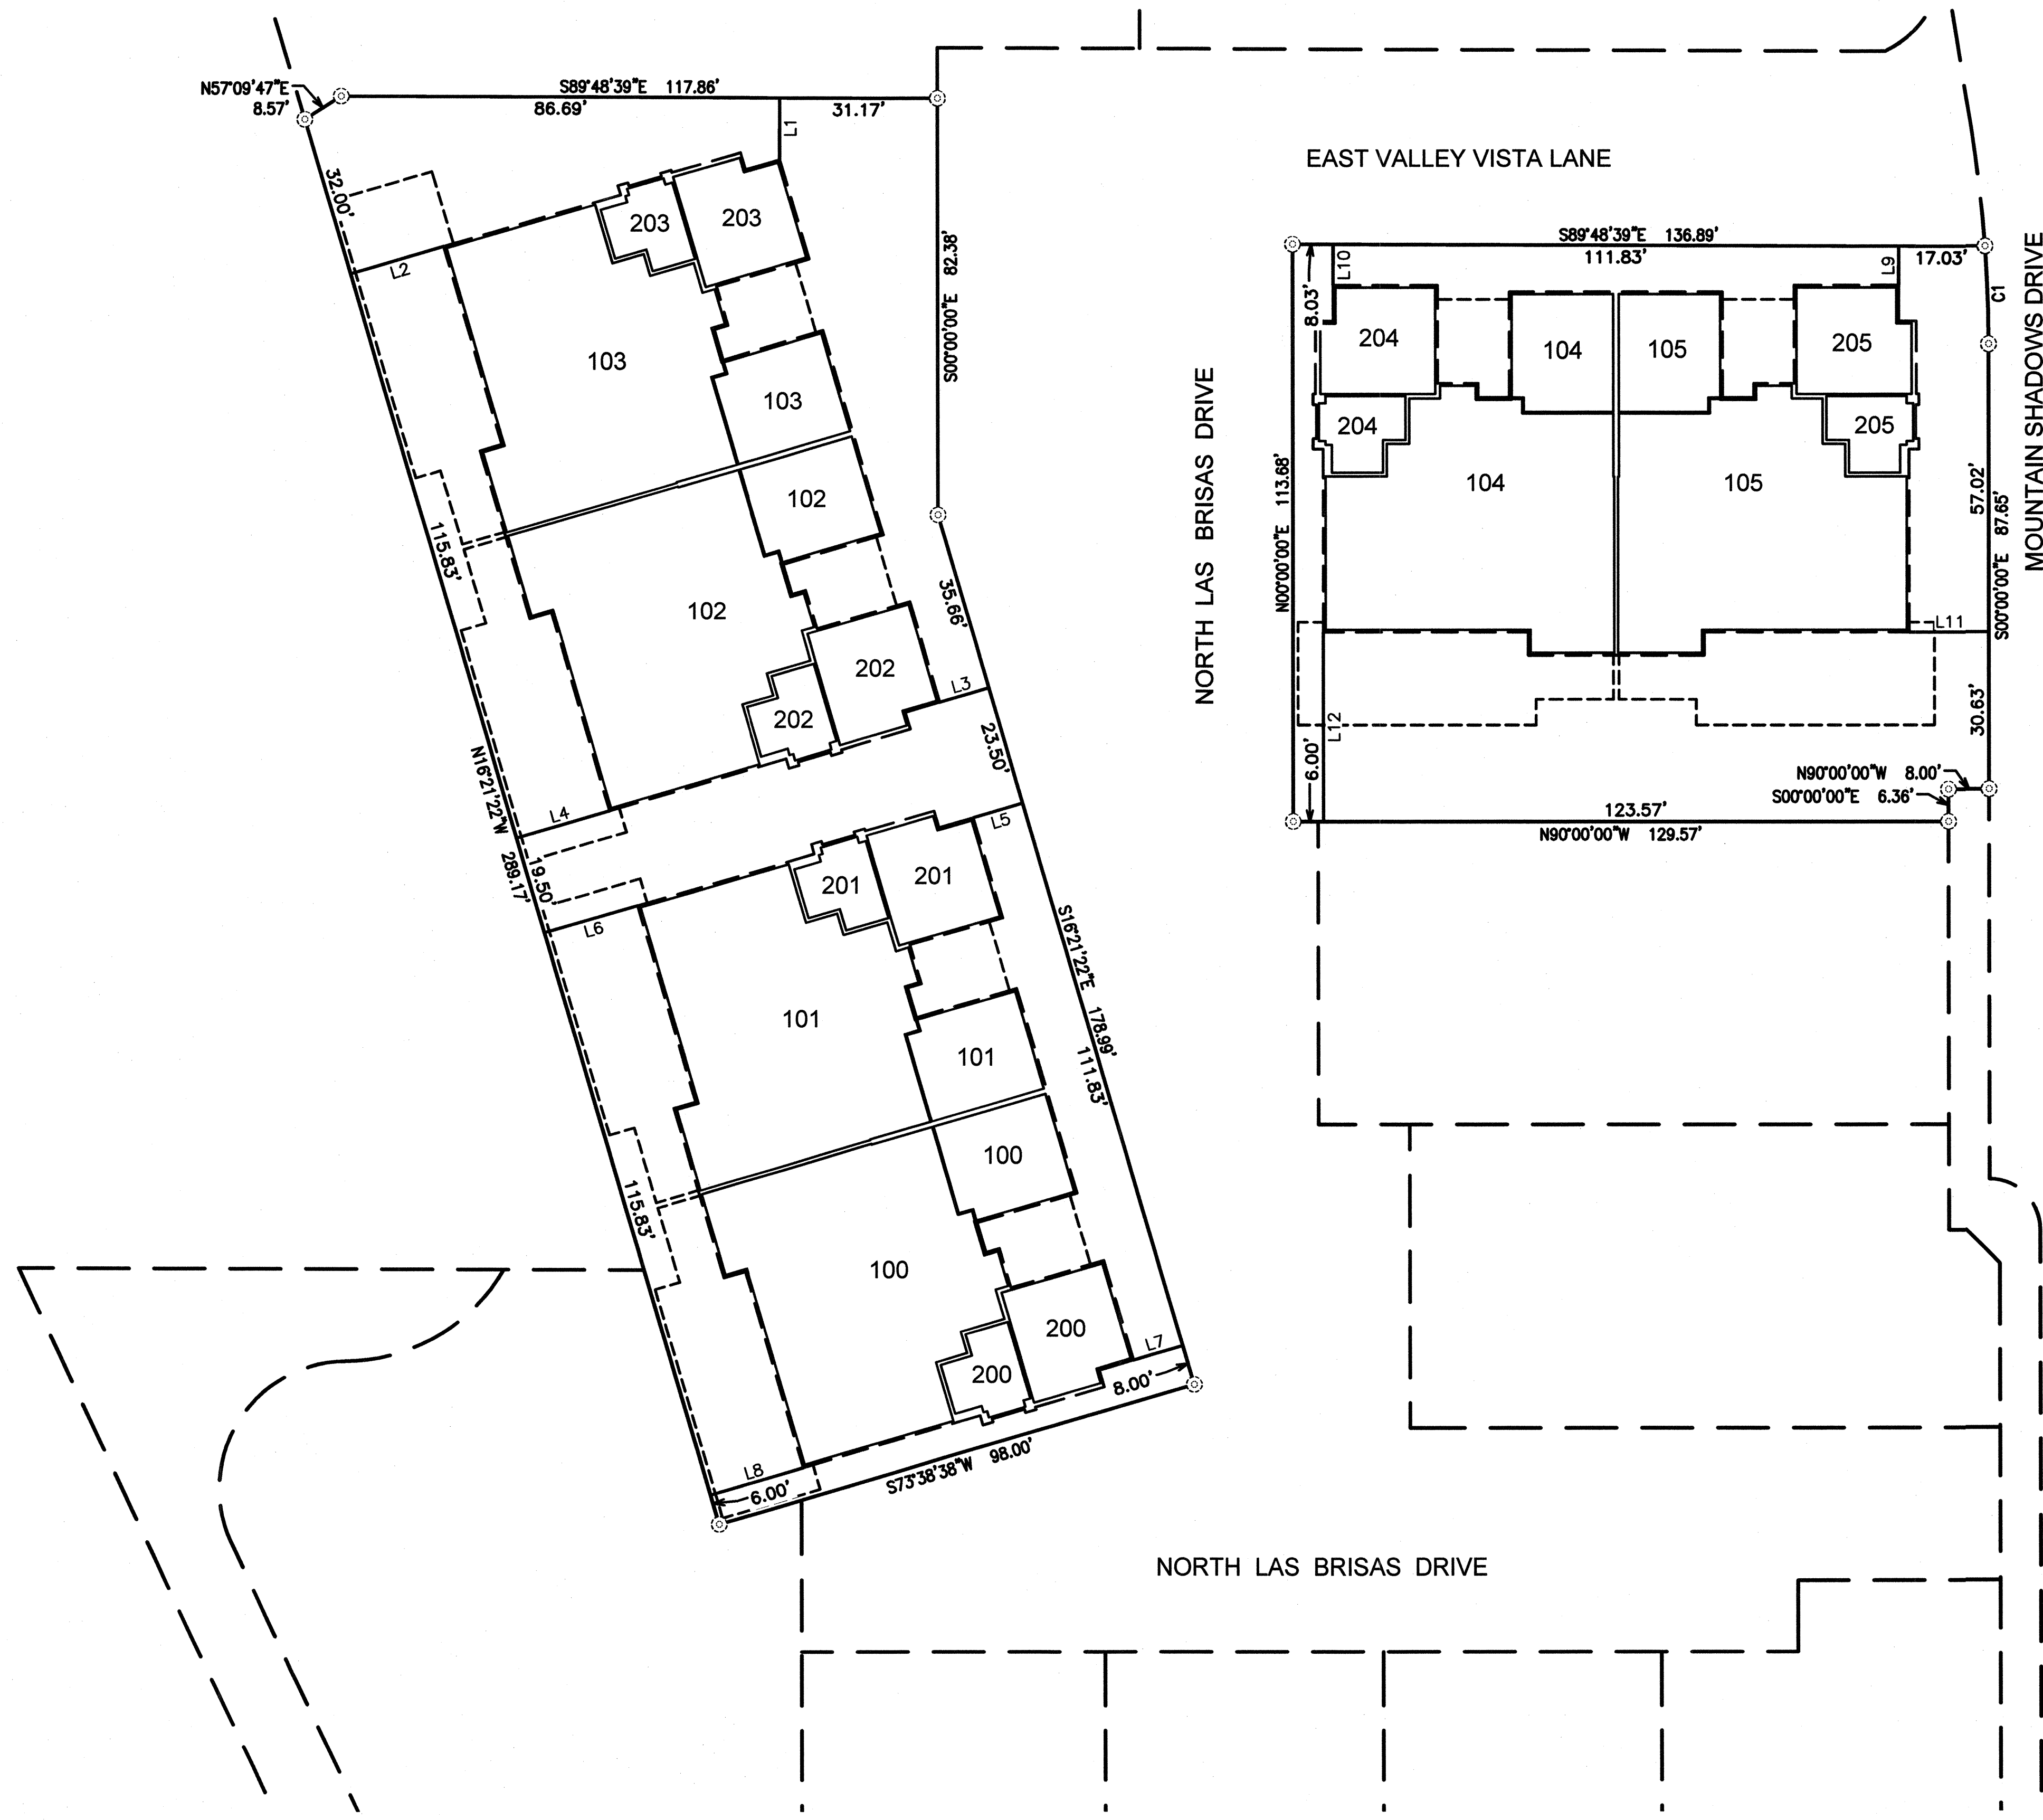 N57°09'47"E
8.57'
S89°48'39"E 117.86'
86.69'
31.17'
L1
EAST VALLEY VISTA LANE
32.00'
203
203
L2
S00°00'00"E 82.38'
103
103
115.83'
102
102
35.66'
202
202
L3
23.50'
N16°21'22"W 289.17'
L4
19.50'
L5
201
201
L6
S16°21'22"E 178.99'
111.83'
101
101
100
100
115.83'
200
200
L7
8.00'
L8
6.00'
S73°38'38"W 98.00'
NORTH LAS BRISAS DRIVE
S89°48'39"E 136.89'
111.83'
17.03'
L10
L9
8.03'
C1
MOUNTAIN SHADOWS DRIVE
204
104
105
205
204
205
104
105
N00°00'00"E 113.68'
57.02'
S00°00'00"E 87.65'
L11
30.63'
L12
6.00'
N90°00'00"W 8.00'
S00°00'00"E 6.36'
123.57'
N90°00'00"W 129.57'
NORTH LAS BRISAS DRIVE